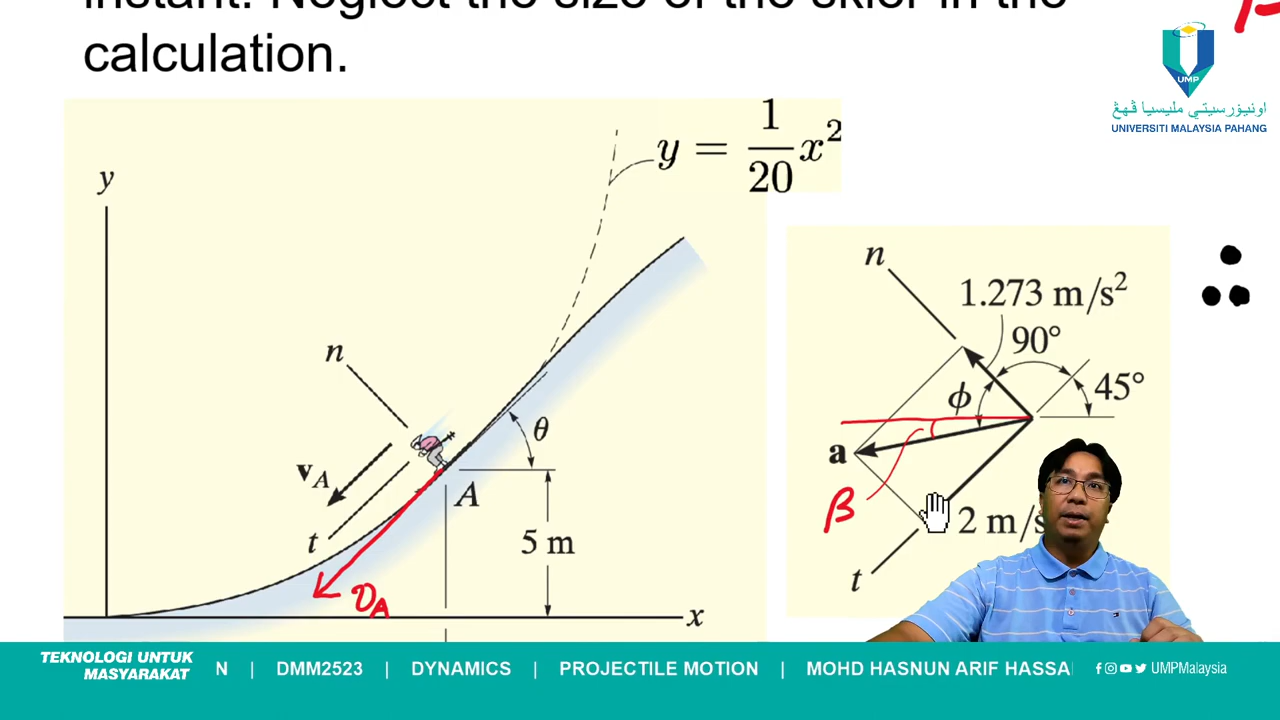 instant. Neglect the size of the skier in the
calculation.
UMP
اونيۏرسيتي مليسيا ڤهڠ
UNIVERSITI MALAYSIA PAHANG
y = 1/20 x²
y
n
1.273 m/s²
90°
45°
ϕ
n
θ
v_A
a
A
β
t
5 m
2 m/s
t
υ_A
x
TEKNOLOGI UNTUK
MASYARAKAT
N | DMM2523 | DYNAMICS | PROJECTILE MOTION | MOHD HASNUN ARIF HASSA
UMPMalaysia